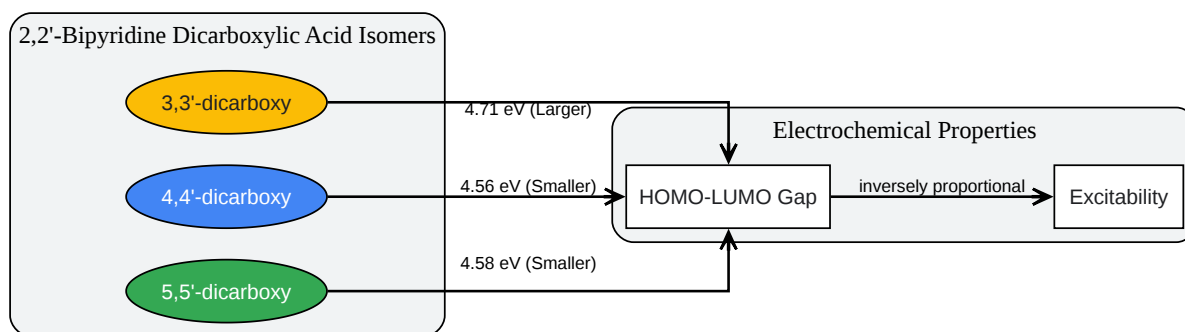 2,2'-Bipyridine Dicarboxylic Acid Isomers
3,3'-dicarboxy
4.71 eV (Larger)
Electrochemical Properties
4,4'-dicarboxy
4.56 eV (Smaller)
HOMO-LUMO Gap
inversely proportional
Excitability
5,5'-dicarboxy
4.58 eV (Smaller)